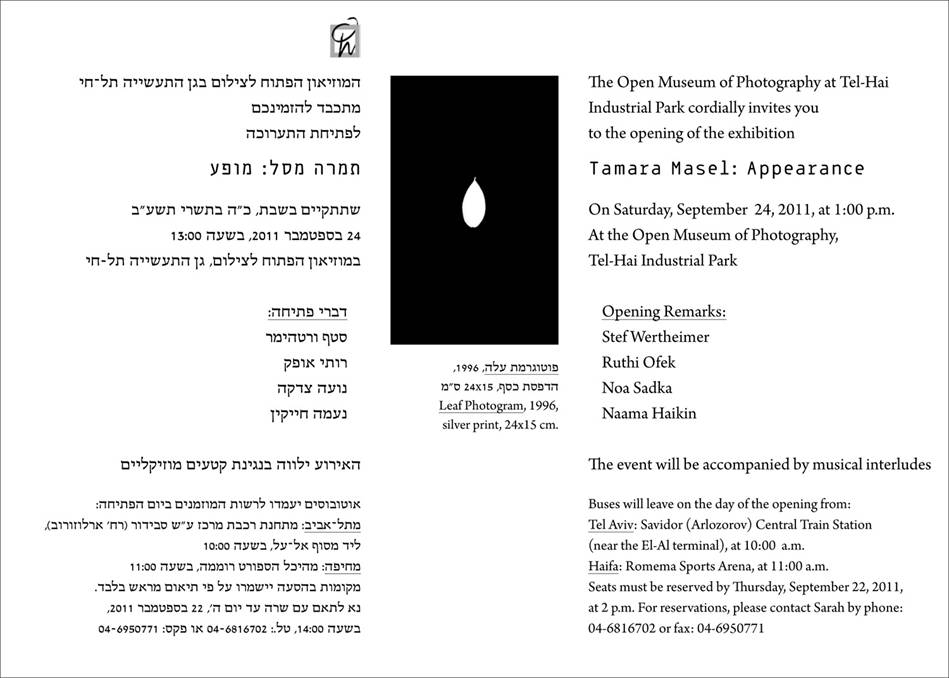 המוזיאון הפתוח לצילום בגן התעשייה תל־חי
מתכבד להזמינכם
לפתיחת התערוכה
תמרה מסל: מופע
שתתקיים בשבת, כ״ה בתשרי תשע״ב
24 בספטמבר 2011, בשעה 13:00
במוזיאון הפתוח לצילום, גן התעשייה תל-חי
דברי פתיחה:
סטף ורטהימר
רותי אופק
נועה צדקה
נעמה חייקין
האירוע ילווה בנגינת קטעים מוזיקליים
אוטובוסים יעמדו לרשות המוזמנים ביום הפתיחה:
מתל־אביב: מתחנת רכבת מרכז ע״ש סבידור (רח׳ ארלוזורוב),
ליד מסוף אל־על, בשעה 10:00
מחיפה: מהיכל הספורט רוממה, בשעה 11:00
מקומות בהסעה יישמרו על פי תיאום מראש בלבד.
נא לתאם עם שרה עד יום ה׳, 22 בספטמבר 2011,
בשעה 14:00, טל.: 04-6816702 או פקס: 04-6950771
פוטוגרמת עלה, 1996,
הדפסת כסף, 24x15 ס״מ
Leaf Photogram, 1996,
silver print, 24x15 cm.
The Open Museum of Photography at Tel-Hai
Industrial Park cordially invites you
to the opening of the exhibition
Tamara Masel: Appearance
On Saturday, September 24, 2011, at 1:00 p.m.
At the Open Museum of Photography,
Tel-Hai Industrial Park
Opening Remarks:
Stef Wertheimer
Ruthi Ofek
Noa Sadka
Naama Haikin
The event will be accompanied by musical interludes
Buses will leave on the day of the opening from:
Tel Aviv: Savidor (Arlozorov) Central Train Station
(near the El-Al terminal), at 10:00 a.m.
Haifa: Romema Sports Arena, at 11:00 a.m.
Seats must be reserved by Thursday, September 22, 2011,
at 2 p.m. For reservations, please contact Sarah by phone:
04-6816702 or fax: 04-6950771